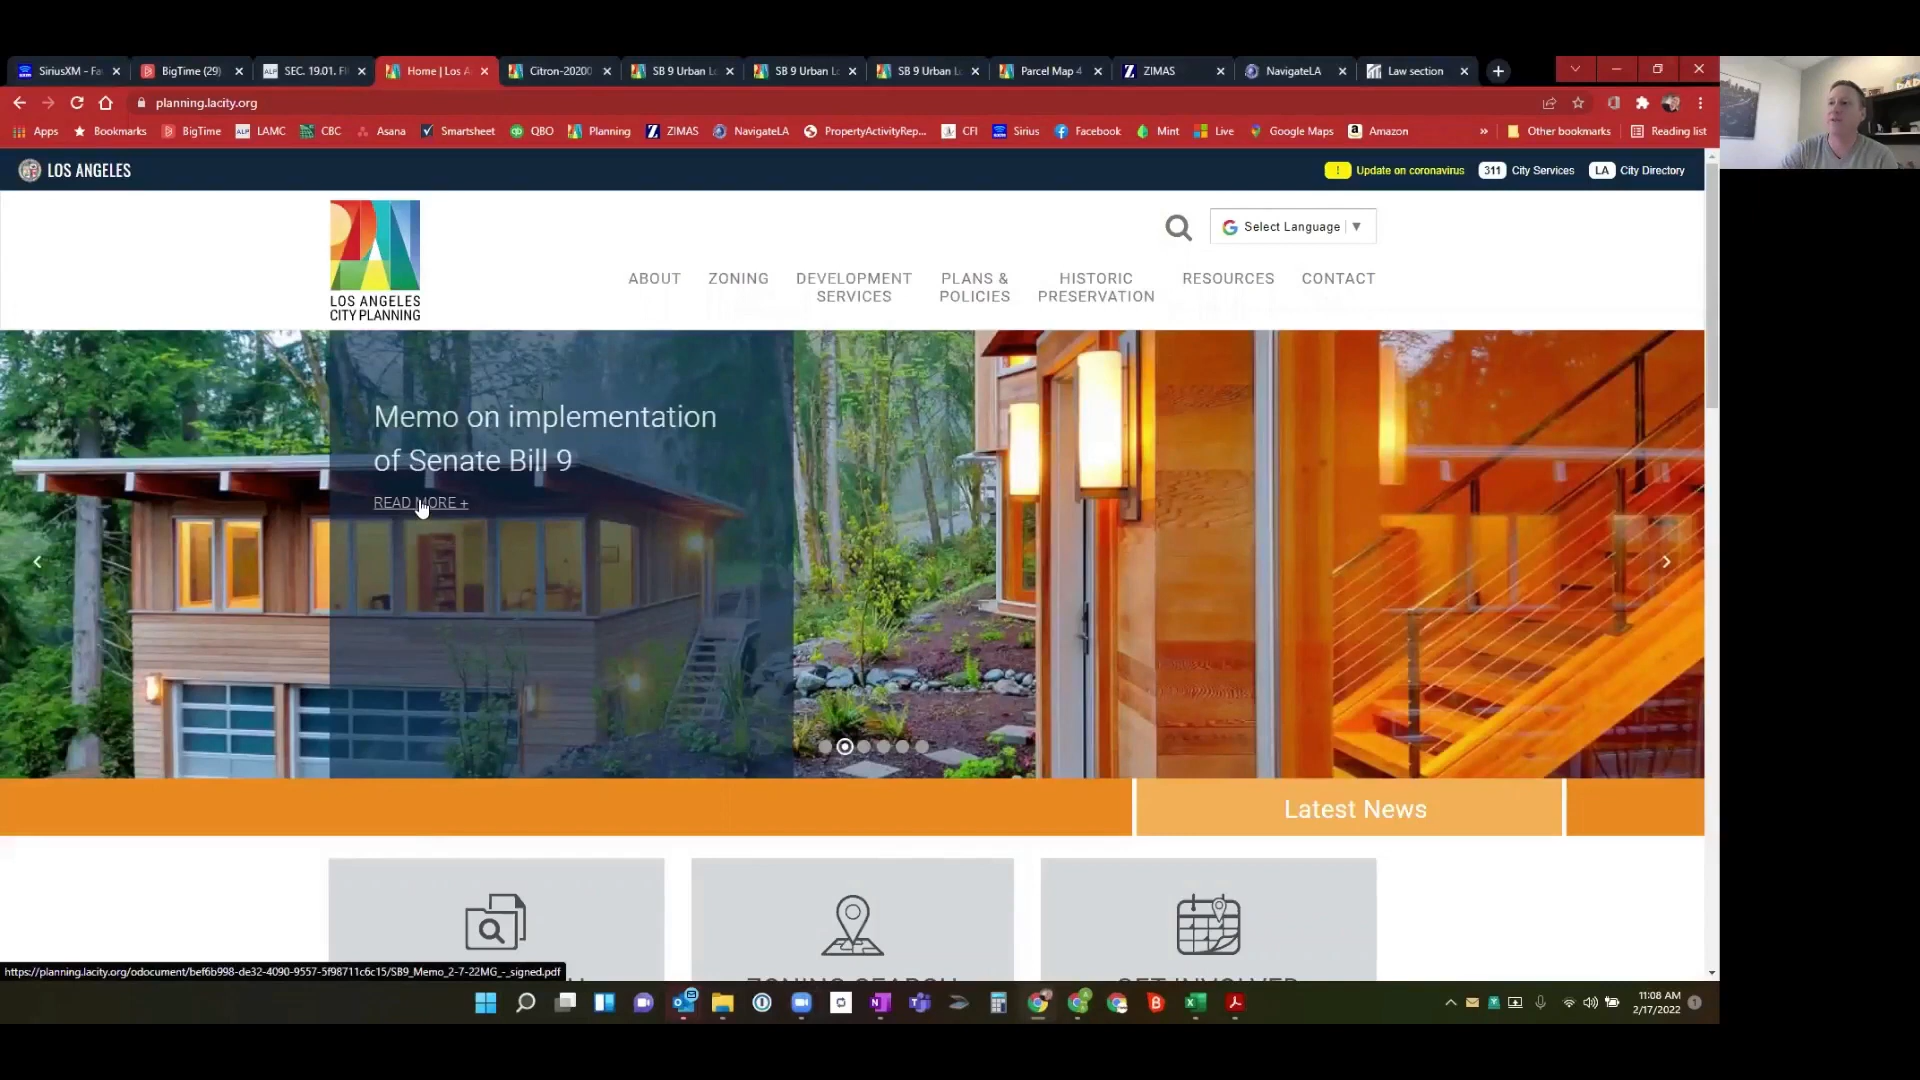 SiriusXM - Fa
BigTime (29)
SEC. 19.01. FI
Home | Los A
Citron-20200
SB 9 Urban L
SB 9 Urban L
SB 9 Urban L
Parcel Map 4
ZIMAS
NavigateLA
Law section
planning.lacity.org
Apps
Bookmarks
BigTime
LAMC
CBC
Asana
Smartsheet
QBO
Planning
ZIMAS
NavigateLA
PropertyActivityRep...
CFI
Sirius
Facebook
Mint
Live
Google Maps
Amazon
»
Other bookmarks
Reading list
LOS ANGELES
! Update on coronavirus
311 City Services
LA City Directory
Select Language
LOS ANGELES
CITY PLANNING
ABOUT
ZONING
DEVELOPMENT
SERVICES
PLANS &
POLICIES
HISTORIC
PRESERVATION
RESOURCES
CONTACT
Memo on implementation
of Senate Bill 9
READ MORE +
Latest News
ZONING SEARCH
GET INVOLVED
https://planning.lacity.org/odocument/bef6b998-de32-4090-9557-5f98711c6c15/SB9_Memo_2-7-22MG_-_signed.pdf
11:08 AM
2/17/2022